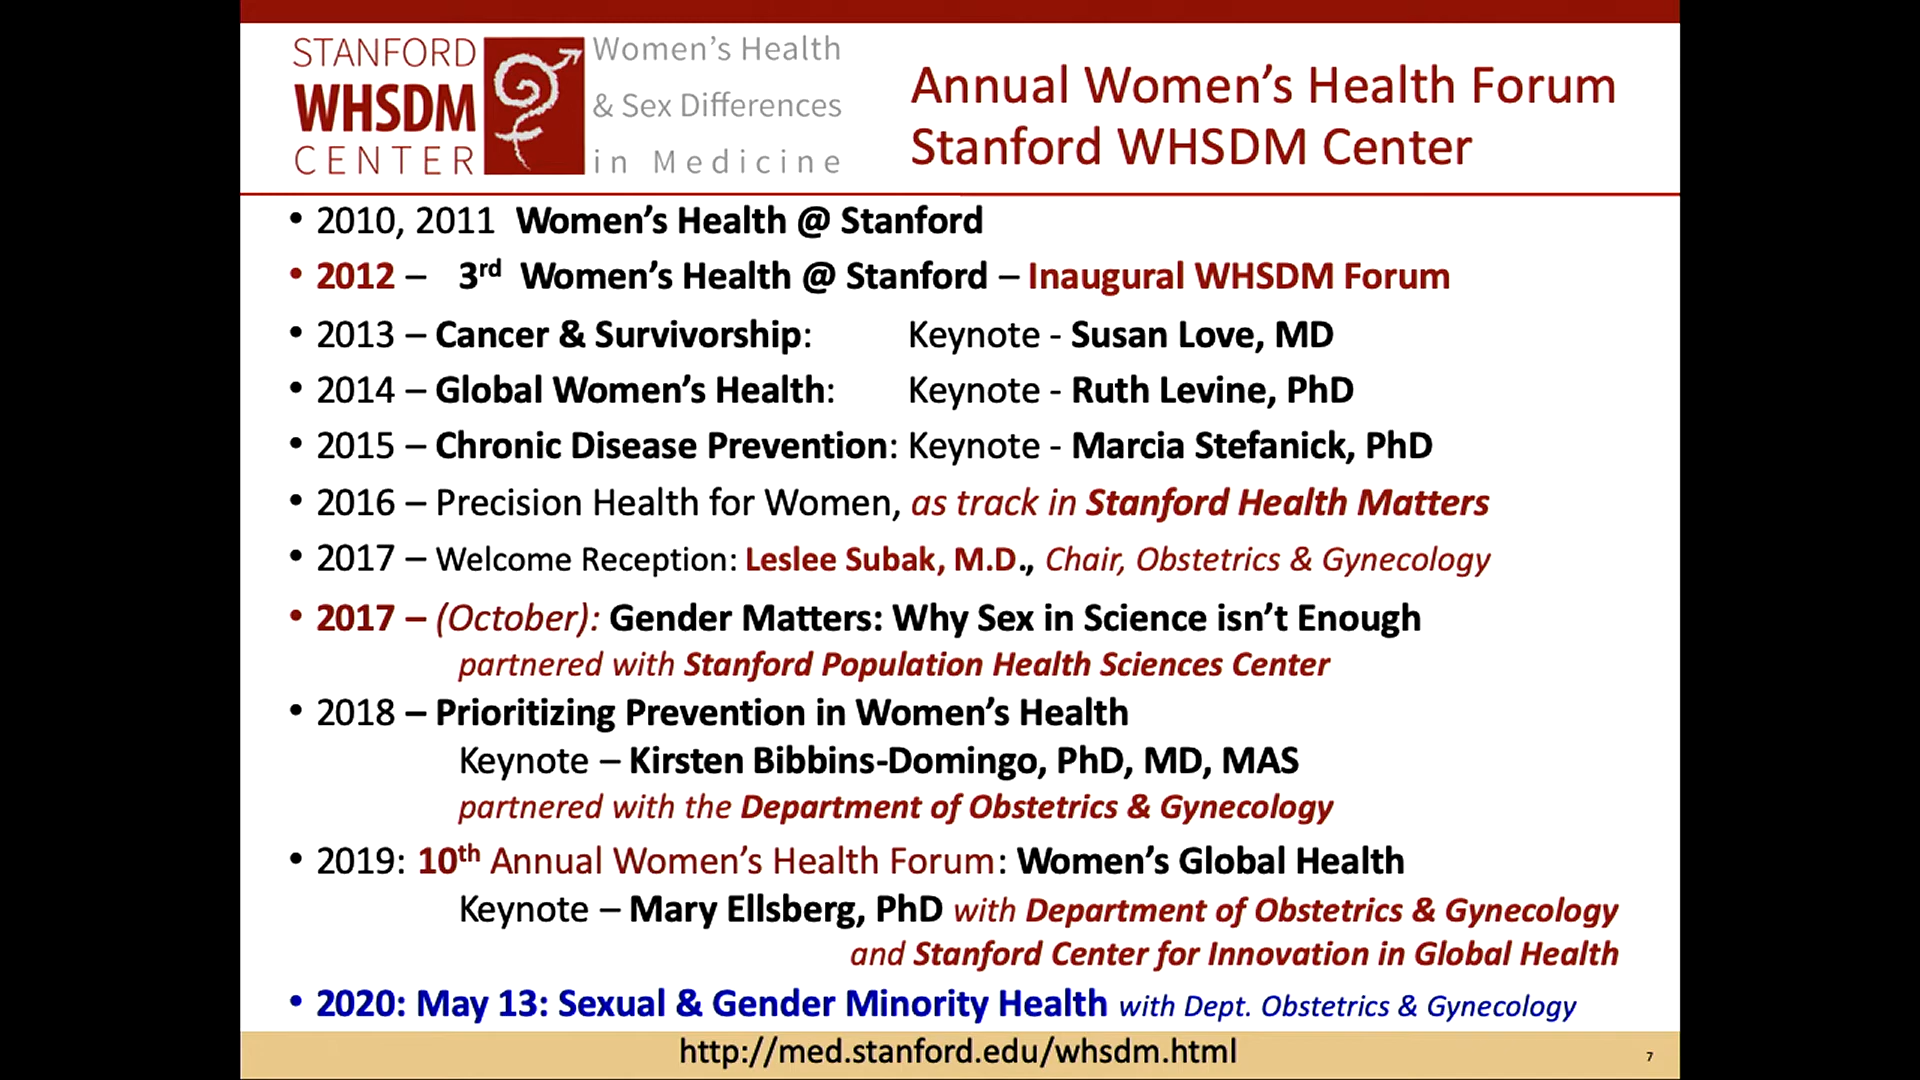 STANFORD
WHSDM
CENTER
Women's Health
& Sex Differences
in Medicine
Annual Women's Health Forum
Stanford WHSDM Center
• 2010, 2011 Women's Health @ Stanford
• 2012 – 3rd Women's Health @ Stanford – Inaugural WHSDM Forum
• 2013 – Cancer & Survivorship: Keynote - Susan Love, MD
• 2014 – Global Women's Health: Keynote - Ruth Levine, PhD
• 2015 – Chronic Disease Prevention: Keynote - Marcia Stefanick, PhD
• 2016 – Precision Health for Women, as track in Stanford Health Matters
• 2017 – Welcome Reception: Leslee Subak, M.D., Chair, Obstetrics & Gynecology
• 2017 – (October): Gender Matters: Why Sex in Science isn't Enough
partnered with Stanford Population Health Sciences Center
• 2018 – Prioritizing Prevention in Women's Health
Keynote – Kirsten Bibbins-Domingo, PhD, MD, MAS
partnered with the Department of Obstetrics & Gynecology
• 2019: 10th Annual Women's Health Forum: Women's Global Health
Keynote – Mary Ellsberg, PhD with Department of Obstetrics & Gynecology
and Stanford Center for Innovation in Global Health
• 2020: May 13: Sexual & Gender Minority Health with Dept. Obstetrics & Gynecology
http://med.stanford.edu/whsdm.html
7